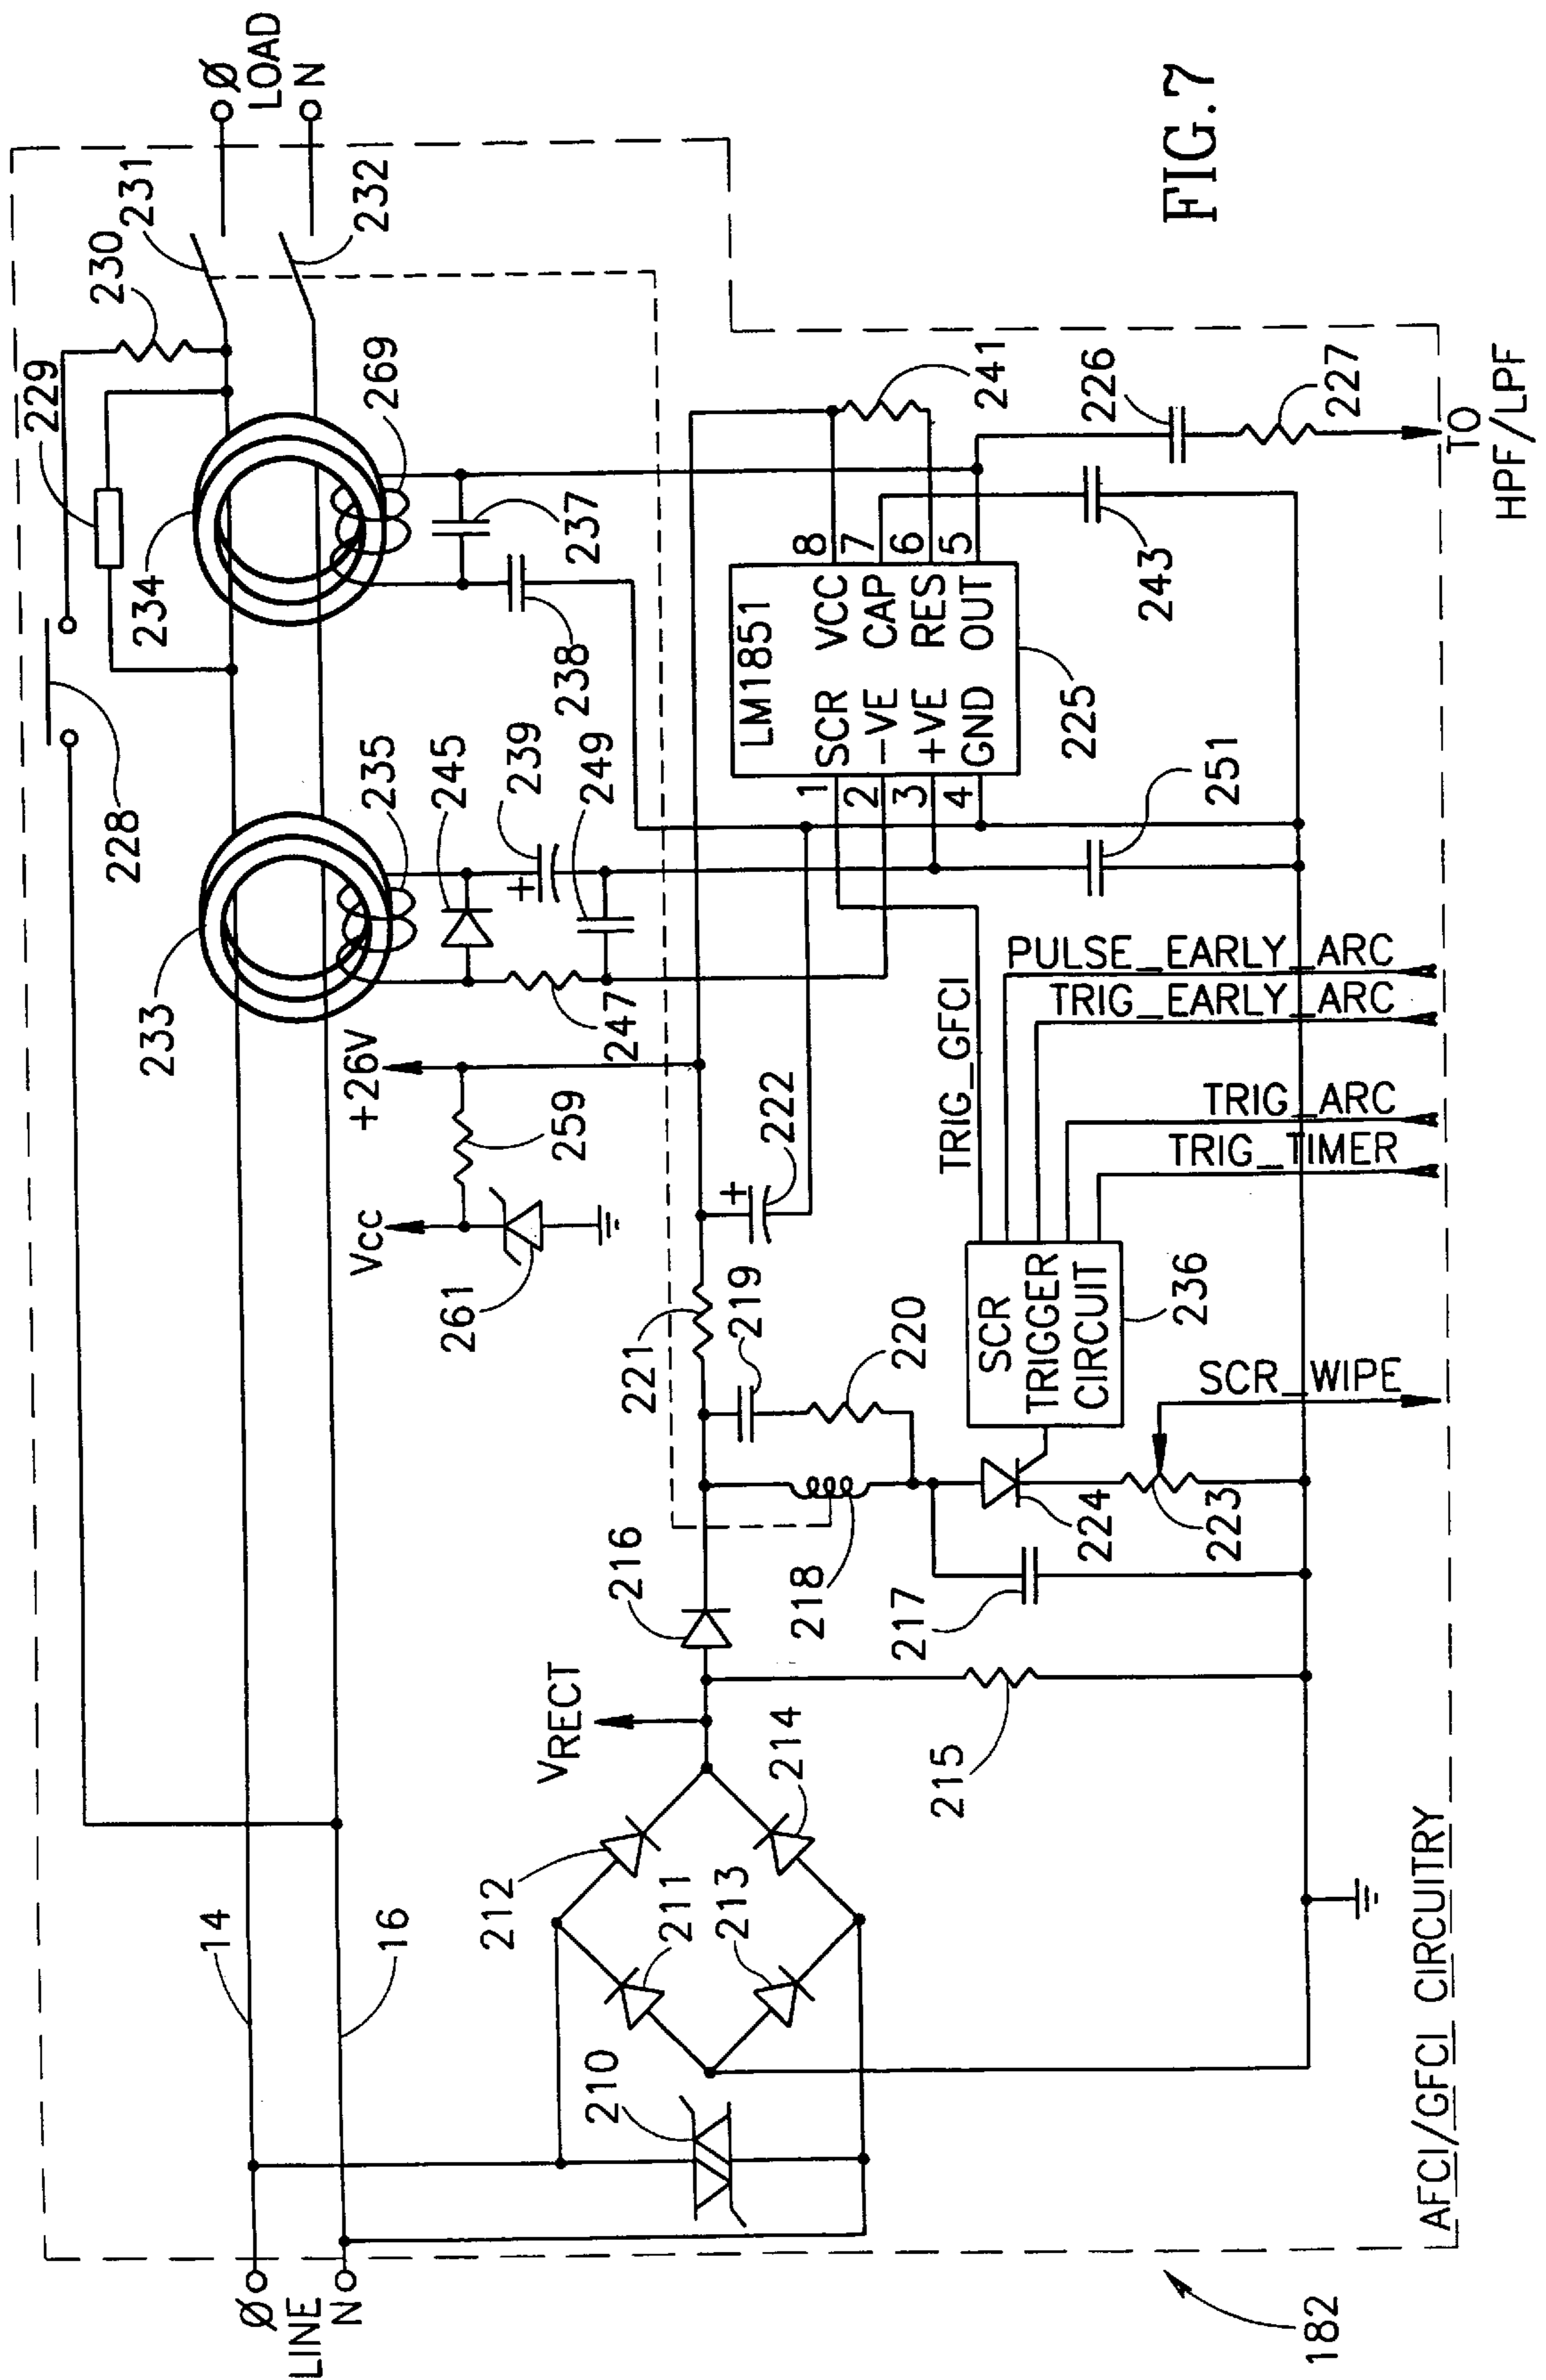 FIG.7
Ø
LOAD
N
229
230
231
232
234
269
228
237
238
235
245
239
249
233
247
+26V
259
Vcc
261
222
221
219
220
241
226
227
TO
HPF/LPF
243
LM1851
SCR VCC
-VE CAP
+VE RES
GND OUT
1
2
3
4
8
7
6
5
225
251
TRIG_GFCI
PULSE_EARLY_ARC
TRIG_EARLY_ARC
TRIG_ARC
TRIG_TIMER
SCR
TRIGGER
CIRCUIT
236
SCR_WIPE
216
218
217
224
223
VRECT
215
212
214
211
213
210
14
16
Ø
LINE
N
AFCI/GFCI CIRCUITRY
182